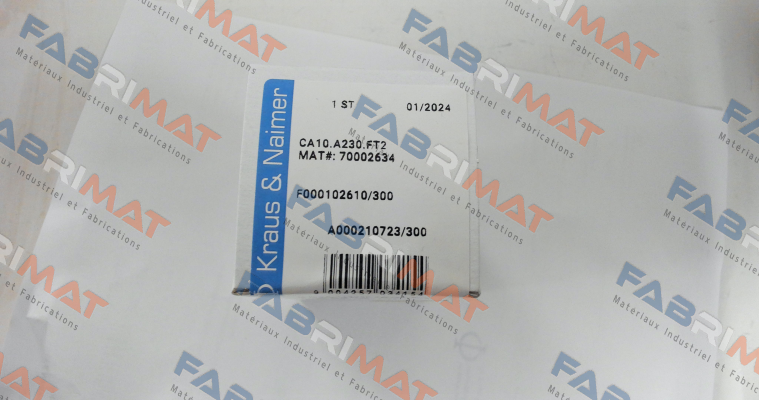 1 ST 01/2024
CA10.A230.FT2
MAT#: 70002634
F000102610/300
A000210723/300
Kraus & Naimer
FABRIMAT
Matériaux Industriel et Fabrications